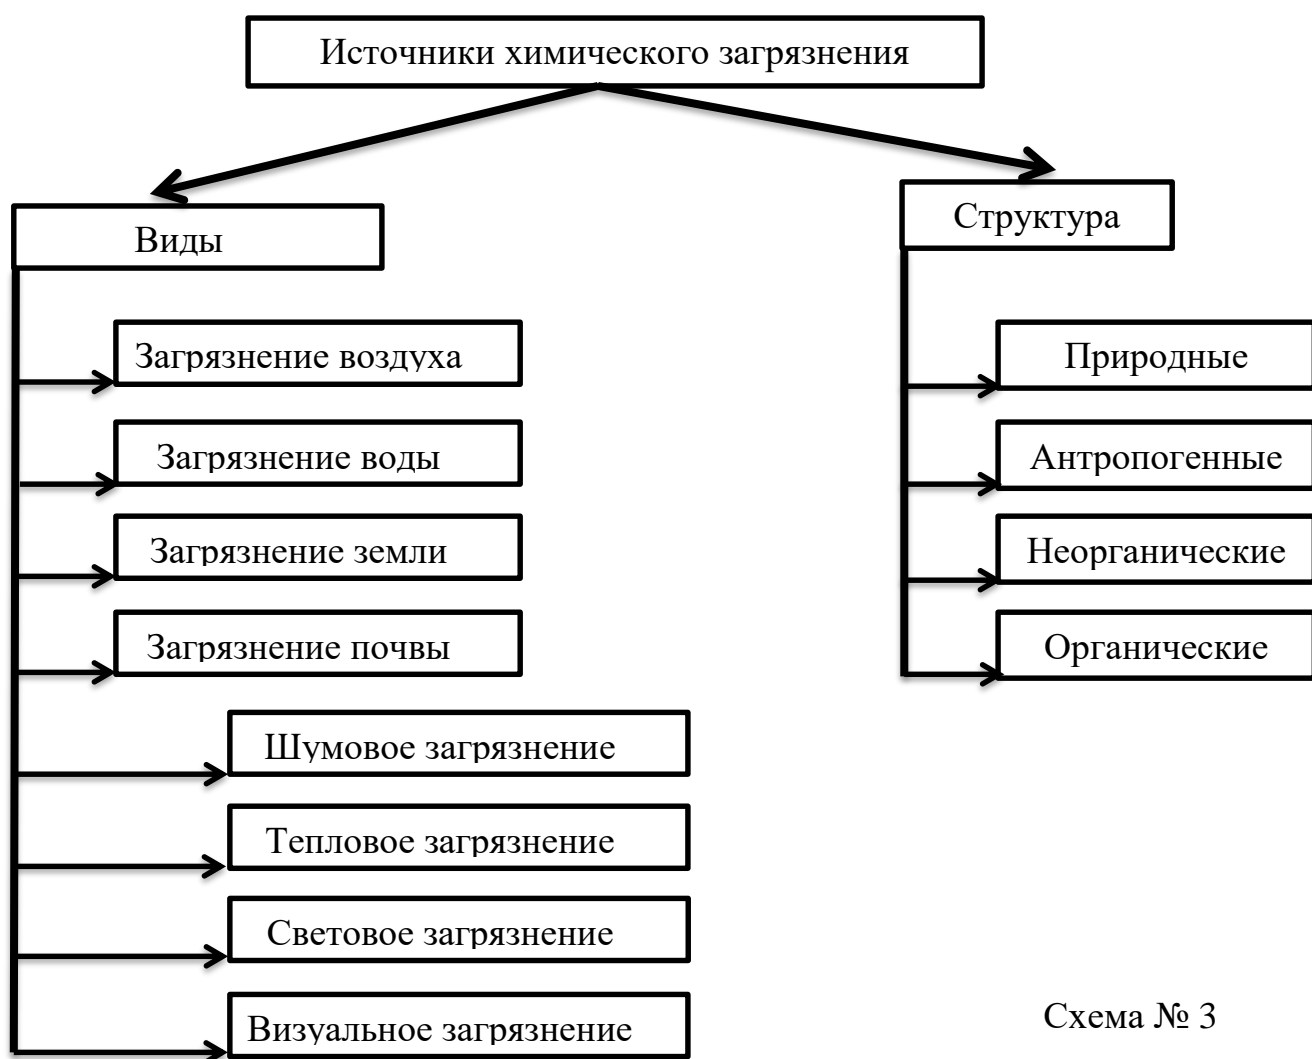 Источники химического загрязнения
Виды
Структура
Загрязнение воздуха
Загрязнение воды
Загрязнение земли
Загрязнение почвы
Шумовое загрязнение
Тепловое загрязнение
Световое загрязнение
Визуальное загрязнение
Природные
Антропогенные
Неорганические
Органические
Схема № 3